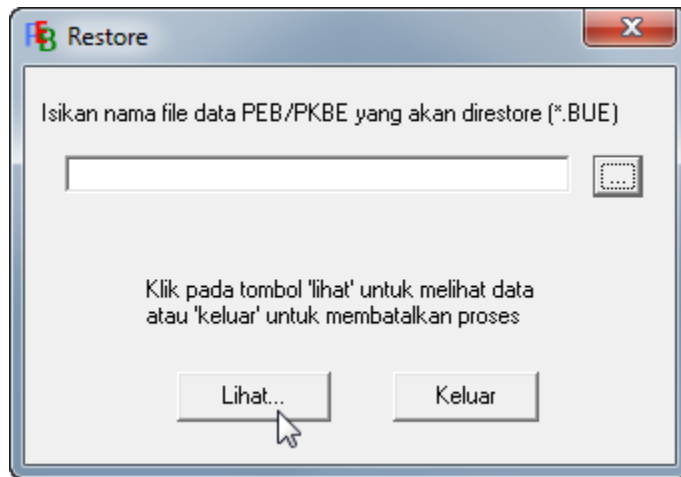 PEB Restore
Isikan nama file data PEB/PKBE yang akan direstore (*.BUE)
...
Klik pada tombol 'lihat' untuk melihat data
atau 'keluar' untuk membatalkan proses
Lihat... Keluar